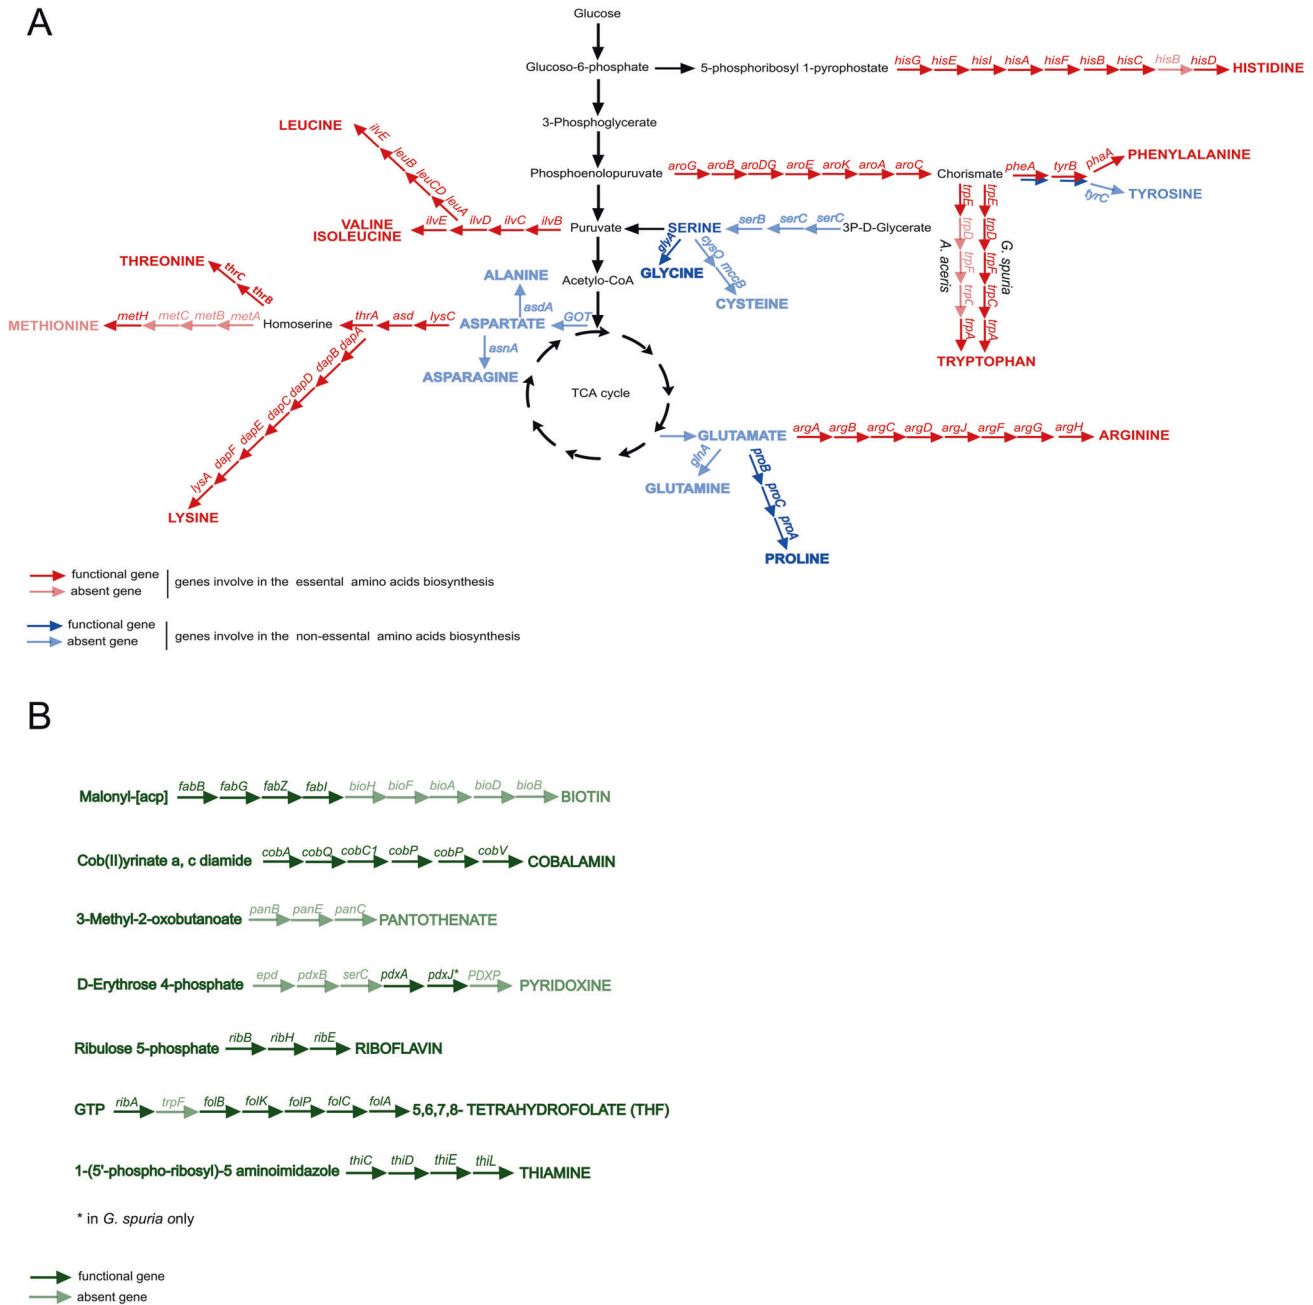 A
Glucose
Glucoso-6-phosphate
5-phosphoribosyl 1-pyrophostate
hisG hisE hisI hisA hisF hisB hisC hisB hisD
HISTIDINE
3-Phosphoglycerate
LEUCINE
ilvE leuB leuCD leuA
Phosphoenolopuruvate
aroG aroB aroDG aroE aroK aroA aroC
Chorismate
pheA tyrB phaA
PHENYLALANINE
tyrC
TYROSINE
VALINE
ISOLEUCINE
ilvE ilvD ilvC ilvB
Puruvate
SERINE
serB serC serC
3P-D-Glycerate
glyA
GLYCINE
cysO mccB
CYSTEINE
trpE trpD trpF trpC trpA
A. aceris
trpE trpD trpF trpC trpA
G. spuria
TRYPTOPHAN
THREONINE
thrC thrB
ALANINE
Acetylo-CoA
asdA
METHIONINE
metH metC metB metA
Homoserine
thrA asd lysC
ASPARTATE
GOT
asnA
ASPARAGINE
dapA
dapB
dapD
dapC
dapE
dapF
lysA
LYSINE
TCA cycle
GLUTAMATE
argA argB argC argD argJ argF argG argH
ARGININE
glnA
GLUTAMINE
proB proC proA
PROLINE
functional gene
absent gene
genes involve in the essental amino acids biosynthesis
functional gene
absent gene
genes involve in the non-essental amino acids biosynthesis
B
fabB fabG fabZ fabI bioH bioF bioA bioD bioB
Malonyl-[acp] BIOTIN
cobA cobQ cobC1 cobP cobP cobV
Cob(II)yrinate a, c diamide COBALAMIN
panB panE panC
3-Methyl-2-oxobutanoate PANTOTHENATE
epd pdxB serC pdxA pdxJ* PDXP
D-Erythrose 4-phosphate PYRIDOXINE
ribB ribH ribE
Ribulose 5-phosphate RIBOFLAVIN
ribA trpF folB folK folP folC folA
GTP 5,6,7,8- TETRAHYDROFOLATE (THF)
thiC thiD thiE thiL
1-(5'-phospho-ribosyl)-5 aminoimidazole THIAMINE
* in G. spuria only
functional gene
absent gene